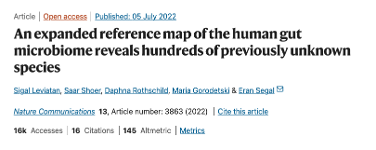 Article | Open access | Published: 05 July 2022
An expanded reference map of the human gut
microbiome reveals hundreds of previously unknown
species
Sigal Leviatan, Saar Shoer, Daphna Rothschild, Maria Gorodetski & Eran Segal
Nature Communications 13, Article number: 3863 (2022) | Cite this article
16k Accesses | 16 Citations | 145 Altmetric | Metrics